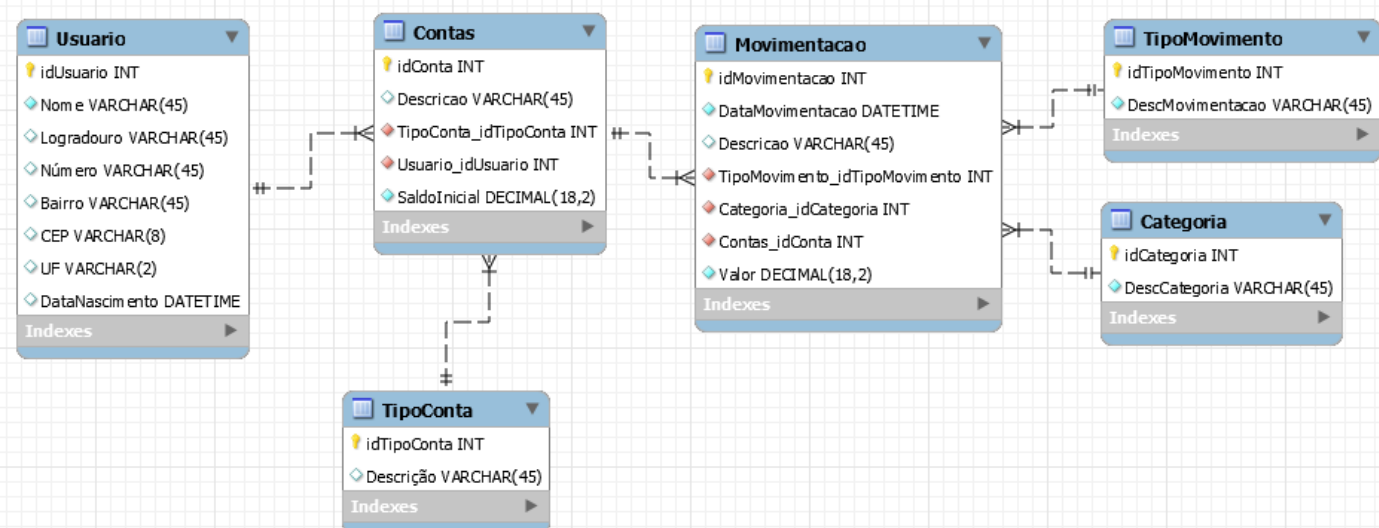 Usuario
idUsuario INT
Nome VARCHAR(45)
Logradouro VARCHAR(45)
Número VARCHAR(45)
Bairro VARCHAR(45)
CEP VARCHAR(8)
UF VARCHAR(2)
DataNascimento DATETIME
Indexes
Contas
idConta INT
Descricao VARCHAR(45)
TipoConta_idTipoConta INT
Usuario_idUsuario INT
SaldoInicial DECIMAL(18,2)
Indexes
TipoConta
idTipoConta INT
Descrição VARCHAR(45)
Indexes
Movimentacao
idMovimentacao INT
DataMovimentacao DATETIME
Descricao VARCHAR(45)
TipoMovimento_idTipoMovimento INT
Categoria_idCategoria INT
Contas_idConta INT
Valor DECIMAL(18,2)
Indexes
TipoMovimento
idTipoMovimento INT
DescMovimentacao VARCHAR(45)
Indexes
Categoria
idCategoria INT
DescCategoria VARCHAR(45)
Indexes